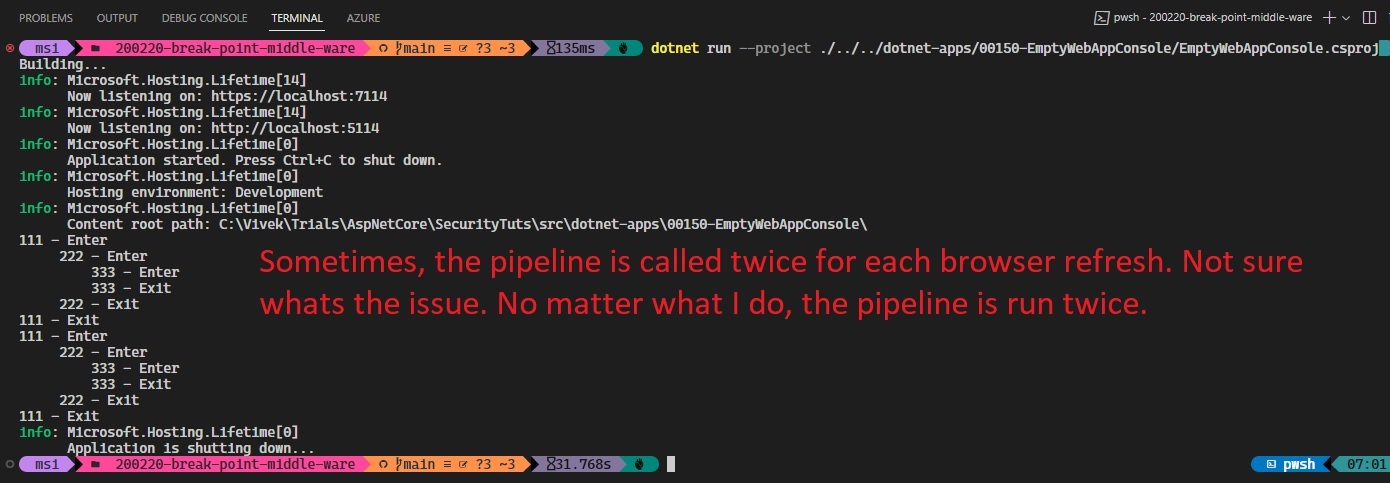 PROBLEMS OUTPUT DEBUG CONSOLE TERMINAL AZURE pwsh - 200220-break-point-middle-ware
msi 200220-break-point-middle-ware main ≡ ?3 ~3 135ms dotnet run --project ./../../dotnet-apps/00150-EmptyWebAppConsole/EmptyWebAppConsole.csproj
Building...
info: Microsoft.Hosting.Lifetime[14]
Now listening on: https://localhost:7114
info: Microsoft.Hosting.Lifetime[14]
Now listening on: http://localhost:5114
info: Microsoft.Hosting.Lifetime[0]
Application started. Press Ctrl+C to shut down.
info: Microsoft.Hosting.Lifetime[0]
Hosting environment: Development
info: Microsoft.Hosting.Lifetime[0]
Content root path: C:\Vivek\Trials\AspNetCore\SecurityTuts\src\dotnet-apps\00150-EmptyWebAppConsole\
111 - Enter
222 - Enter
333 - Enter
333 - Exit
222 - Exit
111 - Exit
Sometimes, the pipeline is called twice for each browser refresh. Not sure
whats the issue. No matter what I do, the pipeline is run twice.
111 - Enter
222 - Enter
333 - Enter
333 - Exit
222 - Exit
111 - Exit
info: Microsoft.Hosting.Lifetime[0]
Application is shutting down...
msi 200220-break-point-middle-ware main ≡ ?3 ~3 31.768s pwsh 07:01